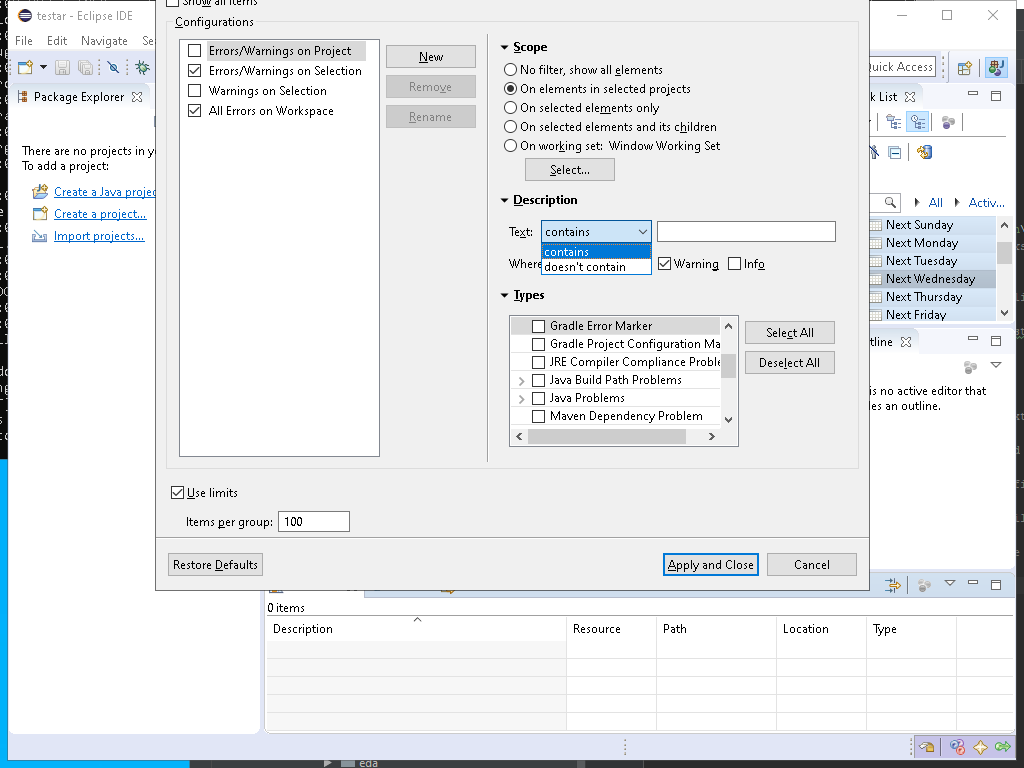 Show all items
testar - Eclipse IDE
File Edit Navigate Se
Configurations
Errors/Warnings on Project
Errors/Warnings on Selection
Warnings on Selection
All Errors on Workspace
New
Remove
Rename
Scope
No filter, show all elements
On elements in selected projects
On selected elements only
On selected elements and its children
On working set: Window Working Set
Select...
Description
Text: contains
contains
doesn't contain
Where
Warning
Info
Types
Gradle Error Marker
Gradle Project Configuration Ma
JRE Compiler Compliance Proble
Java Build Path Problems
Java Problems
Maven Dependency Problem
Select All
Deselect All
Use limits
Items per group: 100
Restore Defaults
Apply and Close
Cancel
Package Explorer
There are no projects in y
To add a project:
Create a Java projec
Create a project...
Import projects...
Quick Access
k List
All
Activ...
Next Sunday
Next Monday
Next Tuesday
Next Wednesday
Next Thursday
Next Friday
tline
is no active editor that
des an outline.
0 items
Description Resource Path Location Type
eda